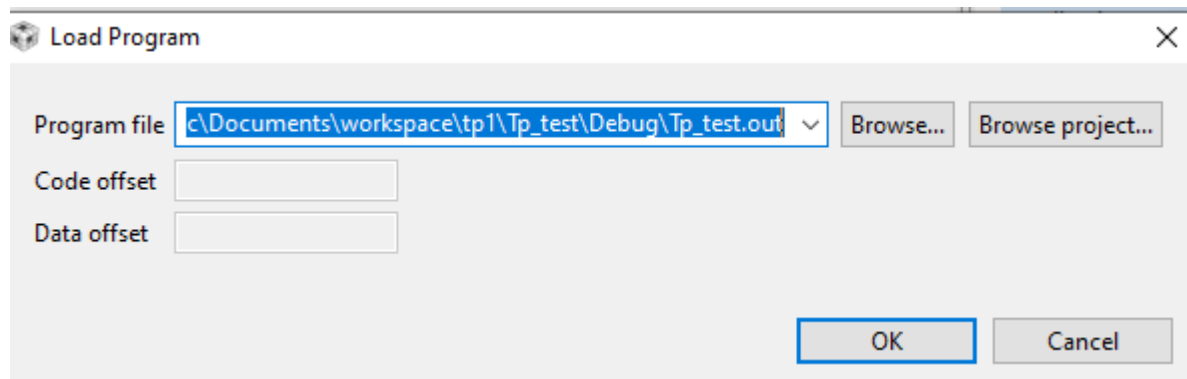 Load Program
Program file c\Documents\workspace\tp1\Tp_test\Debug\Tp_test.out Browse... Browse project...
Code offset
Data offset
OK Cancel